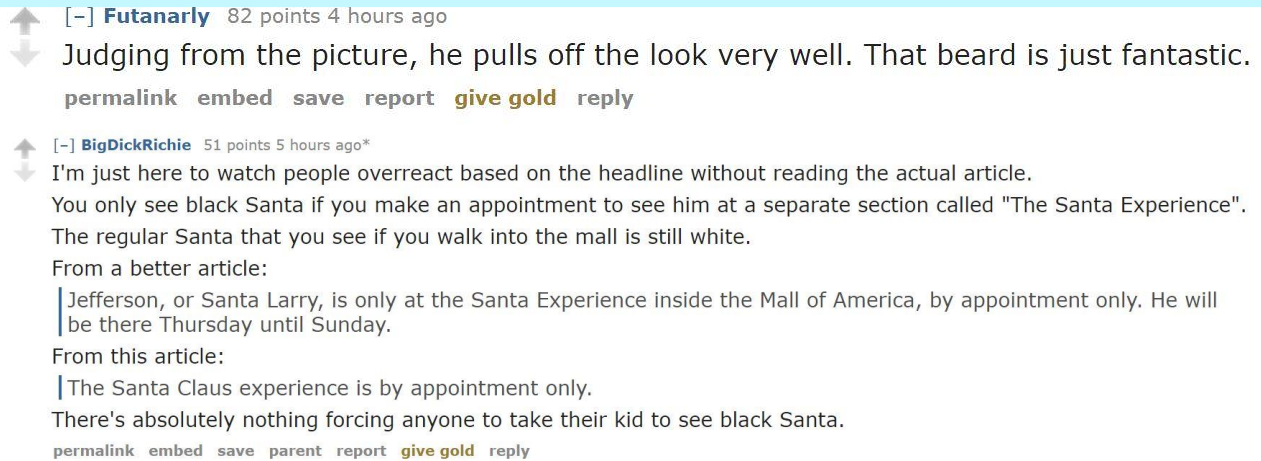 [–] Futanarly 82 points 4 hours ago
Judging from the picture, he pulls off the look very well. That beard is just fantastic.
permalink embed save report give gold reply
[–] BigDickRichie 51 points 5 hours ago*
I'm just here to watch people overreact based on the headline without reading the actual article.
You only see black Santa if you make an appointment to see him at a separate section called "The Santa Experience".
The regular Santa that you see if you walk into the mall is still white.
From a better article:
Jefferson, or Santa Larry, is only at the Santa Experience inside the Mall of America, by appointment only. He will
be there Thursday until Sunday.
From this article:
The Santa Claus experience is by appointment only.
There's absolutely nothing forcing anyone to take their kid to see black Santa.
permalink embed save parent report give gold reply